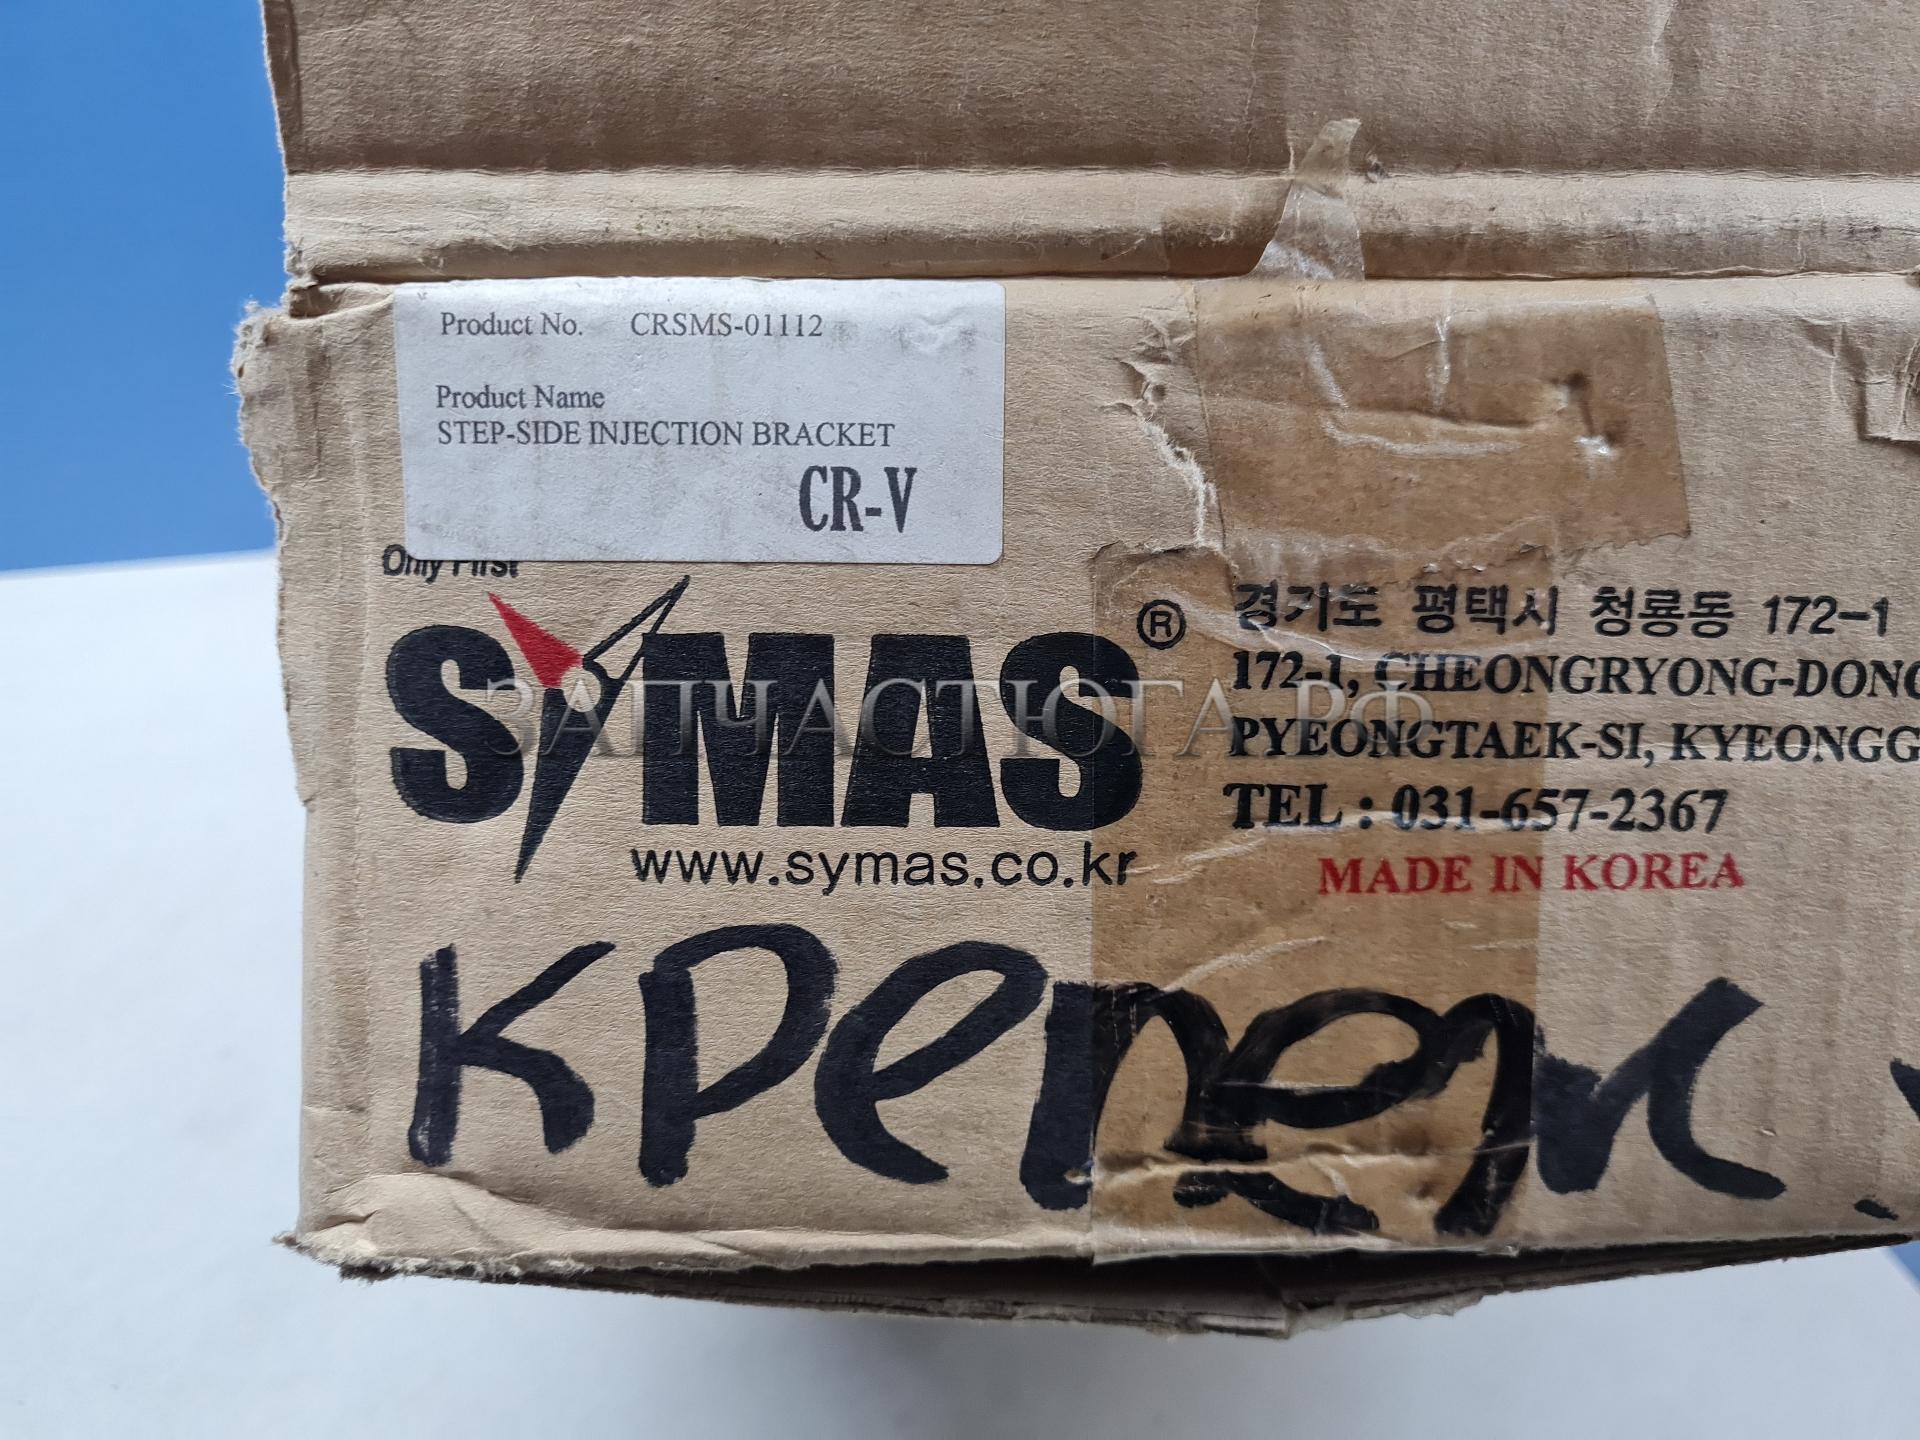 Product No. CRSMS-01112
Product Name
STEP-SIDE INJECTION BRACKET
CR-V
Only First
SYMAS®
www.symas.co.kr
경기도 평택시 청룡동 172-1
172-1, CHEONGRYONG-DONG
PYEONGTAEK-SI, KYEONGG
TEL : 031-657-2367
MADE IN KOREA
ЗАПЧАСТЮГА.РФ
крепеж